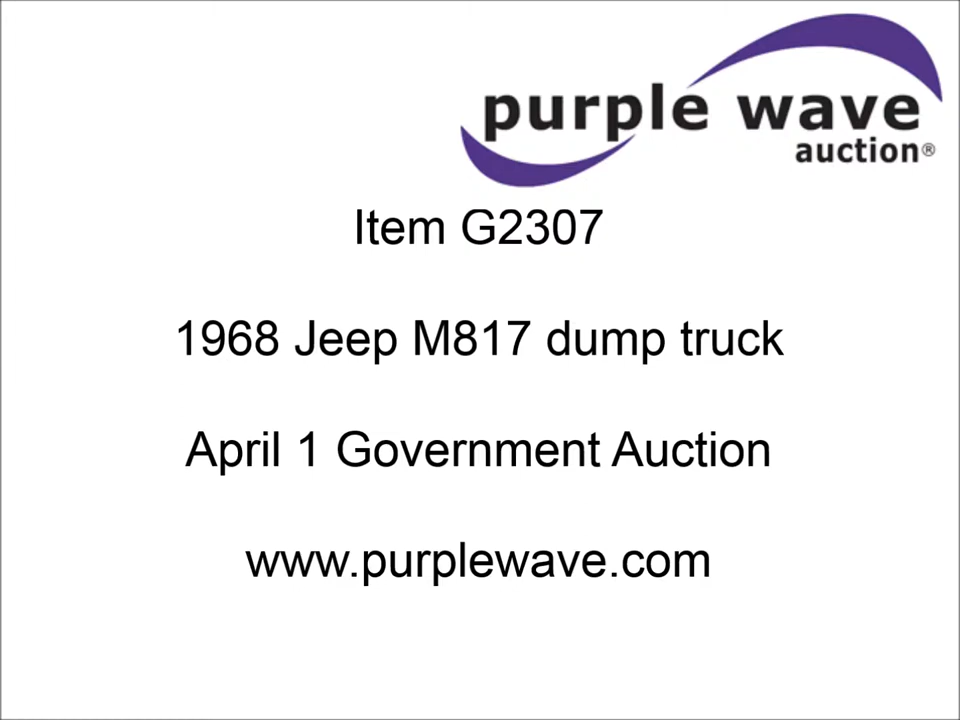 purple wave
auction®
Item G2307
1968 Jeep M817 dump truck
April 1 Government Auction
www.purplewave.com